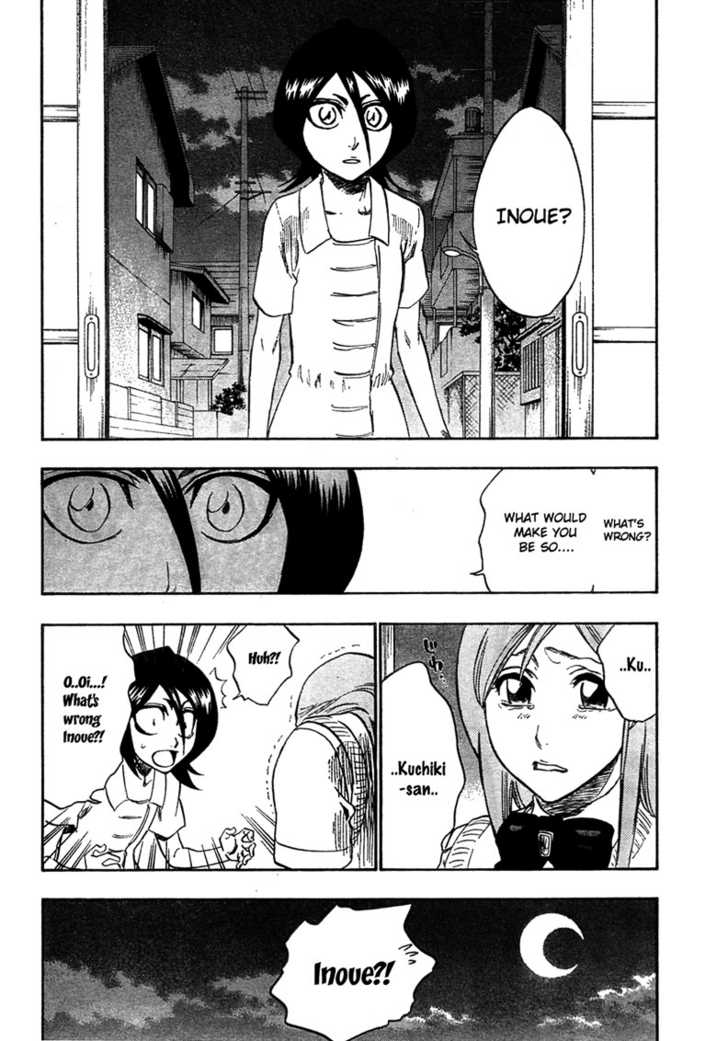 INOUE?
WHAT'S
WRONG?
WHAT WOULD
MAKE YOU
BE SO....
..Ku..
..Kuchiki
-san..
Huh?!
O..Oi...!
What's
wrong
Inoue?!
Inoue?!